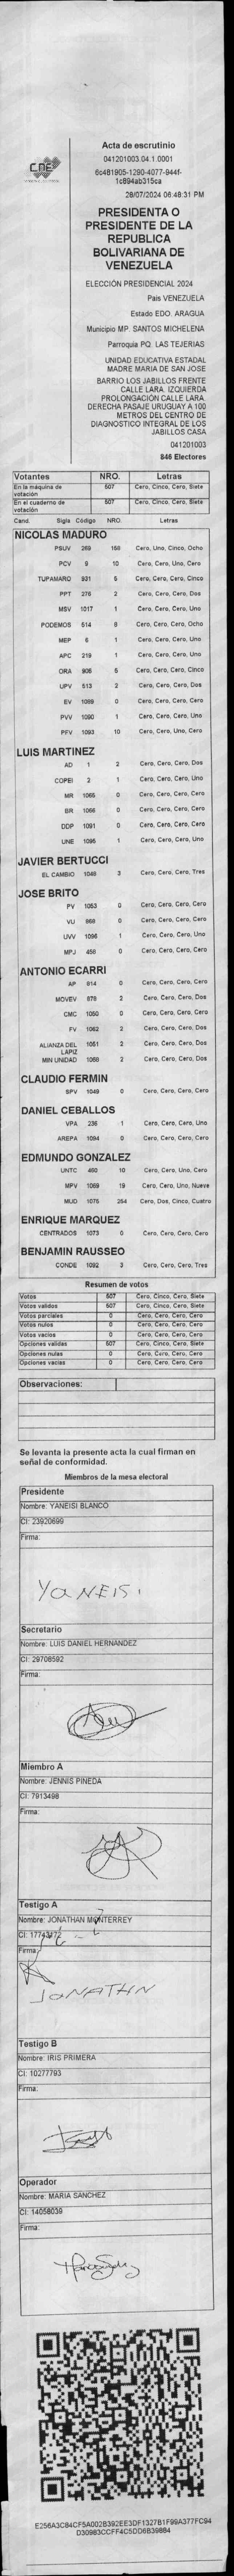 CNE
Acta de escrutinio
041201003.04.1.0001
6c481905-1290-4077-944f-
1c894ab315ca
28/07/2024 06:48:31 PM
PRESIDENTA O
PRESIDENTE DE LA
REPUBLICA
BOLIVARIANA DE
VENEZUELA
ELECCIÓN PRESIDENCIAL 2024
Pais VENEZUELA
Estado EDO. ARAGUA
Municipio MP. SANTOS MICHELENA
Parroquia PQ. LAS TEJERIAS
UNIDAD EDUCATIVA ESTADAL
MADRE MARIA DE SAN JOSE
BARRIO LOS JABILLOS FRENTE
CALLE LARA. IZQUIERDA
PROLONGACIÓN CALLE LARA.
DERECHA PASAJE URUGUAY A 100
METROS DEL CENTRO DE
DIAGNOSTICO INTEGRAL DE LOS
JABILLOS CASA
041201003
846 Electores
Votantes NRO. Letras
En la máquina de votación 507 Cero, Cinco, Cero, Siete
En el cuaderno de votación 507 Cero, Cinco, Cero, Siete
Cand. Sigla Código NRO. Letras
NICOLAS MADURO
PSUV 269 158 Cero, Uno, Cinco, Ocho
PCV 9 10 Cero, Cero, Uno, Cero
TUPAMARO 931 5 Cero, Cero, Cero, Cinco
PPT 276 2 Cero, Cero, Cero, Dos
MSV 1017 1 Cero, Cero, Cero, Uno
PODEMOS 514 8 Cero, Cero, Cero, Ocho
MEP 6 1 Cero, Cero, Cero, Uno
APC 219 1 Cero, Cero, Cero, Uno
ORA 906 5 Cero, Cero, Cero, Cinco
UPV 513 2 Cero, Cero, Cero, Dos
EV 1089 0 Cero, Cero, Cero, Cero
PVV 1090 1 Cero, Cero, Cero, Uno
PFV 1093 10 Cero, Cero, Uno, Cero
LUIS MARTINEZ
AD 1 2 Cero, Cero, Cero, Dos
COPEI 2 1 Cero, Cero, Cero, Uno
MR 1065 0 Cero, Cero, Cero, Cero
BR 1066 0 Cero, Cero, Cero, Cero
DDP 1091 0 Cero, Cero, Cero, Cero
UNE 1095 1 Cero, Cero, Cero, Uno
JAVIER BERTUCCI
EL CAMBIO 1048 3 Cero, Cero, Cero, Tres
JOSE BRITO
PV 1053 0 Cero, Cero, Cero, Cero
VU 968 0 Cero, Cero, Cero, Cero
UVV 1096 1 Cero, Cero, Cero, Uno
MPJ 458 0 Cero, Cero, Cero, Cero
ANTONIO ECARRI
AP 814 0 Cero, Cero, Cero, Cero
MOVEV 879 2 Cero, Cero, Cero, Dos
CMC 1050 0 Cero, Cero, Cero, Cero
FV 1062 2 Cero, Cero, Cero, Dos
ALIANZA DEL LAPIZ 1051 2 Cero, Cero, Cero, Dos
MIN UNIDAD 1068 2 Cero, Cero, Cero, Dos
CLAUDIO FERMIN
SPV 1049 0 Cero, Cero, Cero, Cero
DANIEL CEBALLOS
VPA 236 1 Cero, Cero, Cero, Uno
AREPA 1094 0 Cero, Cero, Cero, Cero
EDMUNDO GONZALEZ
UNTC 460 10 Cero, Cero, Uno, Cero
MPV 1069 19 Cero, Cero, Uno, Nueve
MUD 1075 254 Cero, Dos, Cinco, Cuatro
ENRIQUE MARQUEZ
CENTRADOS 1073 0 Cero, Cero, Cero, Cero
BENJAMIN RAUSSEO
CONDE 1092 3 Cero, Cero, Cero, Tres
Resumen de votos
Votos 507 Cero, Cinco, Cero, Siete
Votos validos 507 Cero, Cinco, Cero, Siete
Votos parciales 0 Cero, Cero, Cero, Cero
Votos nulos 0 Cero, Cero, Cero, Cero
Votos vacios 0 Cero, Cero, Cero, Cero
Opciones validas 507 Cero, Cinco, Cero, Siete
Opciones nulas 0 Cero, Cero, Cero, Cero
Opciones vacias 0 Cero, Cero, Cero, Cero
Observaciones:
Se levanta la presente acta la cual firman en
señal de conformidad.
Miembros de la mesa electoral
Presidente
Nombre: YANEISI BLANCO
CI: 23920699
Firma:
YANEISI
Secretario
Nombre: LUIS DANIEL HERNANDEZ
CI: 29708592
Firma:
Miembro A
Nombre: JENNIS PINEDA
CI: 7913498
Firma:
Testigo A
Nombre: JONATHAN MONTERREY
Firma:
JONATHN
Testigo B
Nombre: IRIS PRIMERA
CI: 10277793
Firma:
Operador
Nombre: MARIA SANCHEZ
CI: 14058039
Firma:
E256A3C84CF5A002B392EE3DF1327B1F99A377FC94
D30983CCFF4C5DD6B39884